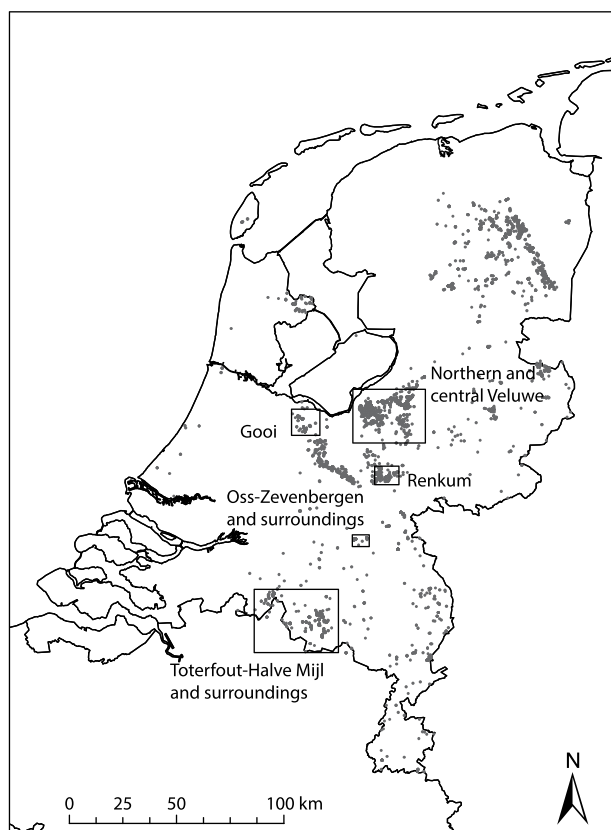 Northern and
central Veluwe
Gooi
Renkum
Oss-Zevenbergen
and surroundings
Toterfout-Halve Mijl
and surroundings
N
0 25 50 100 km